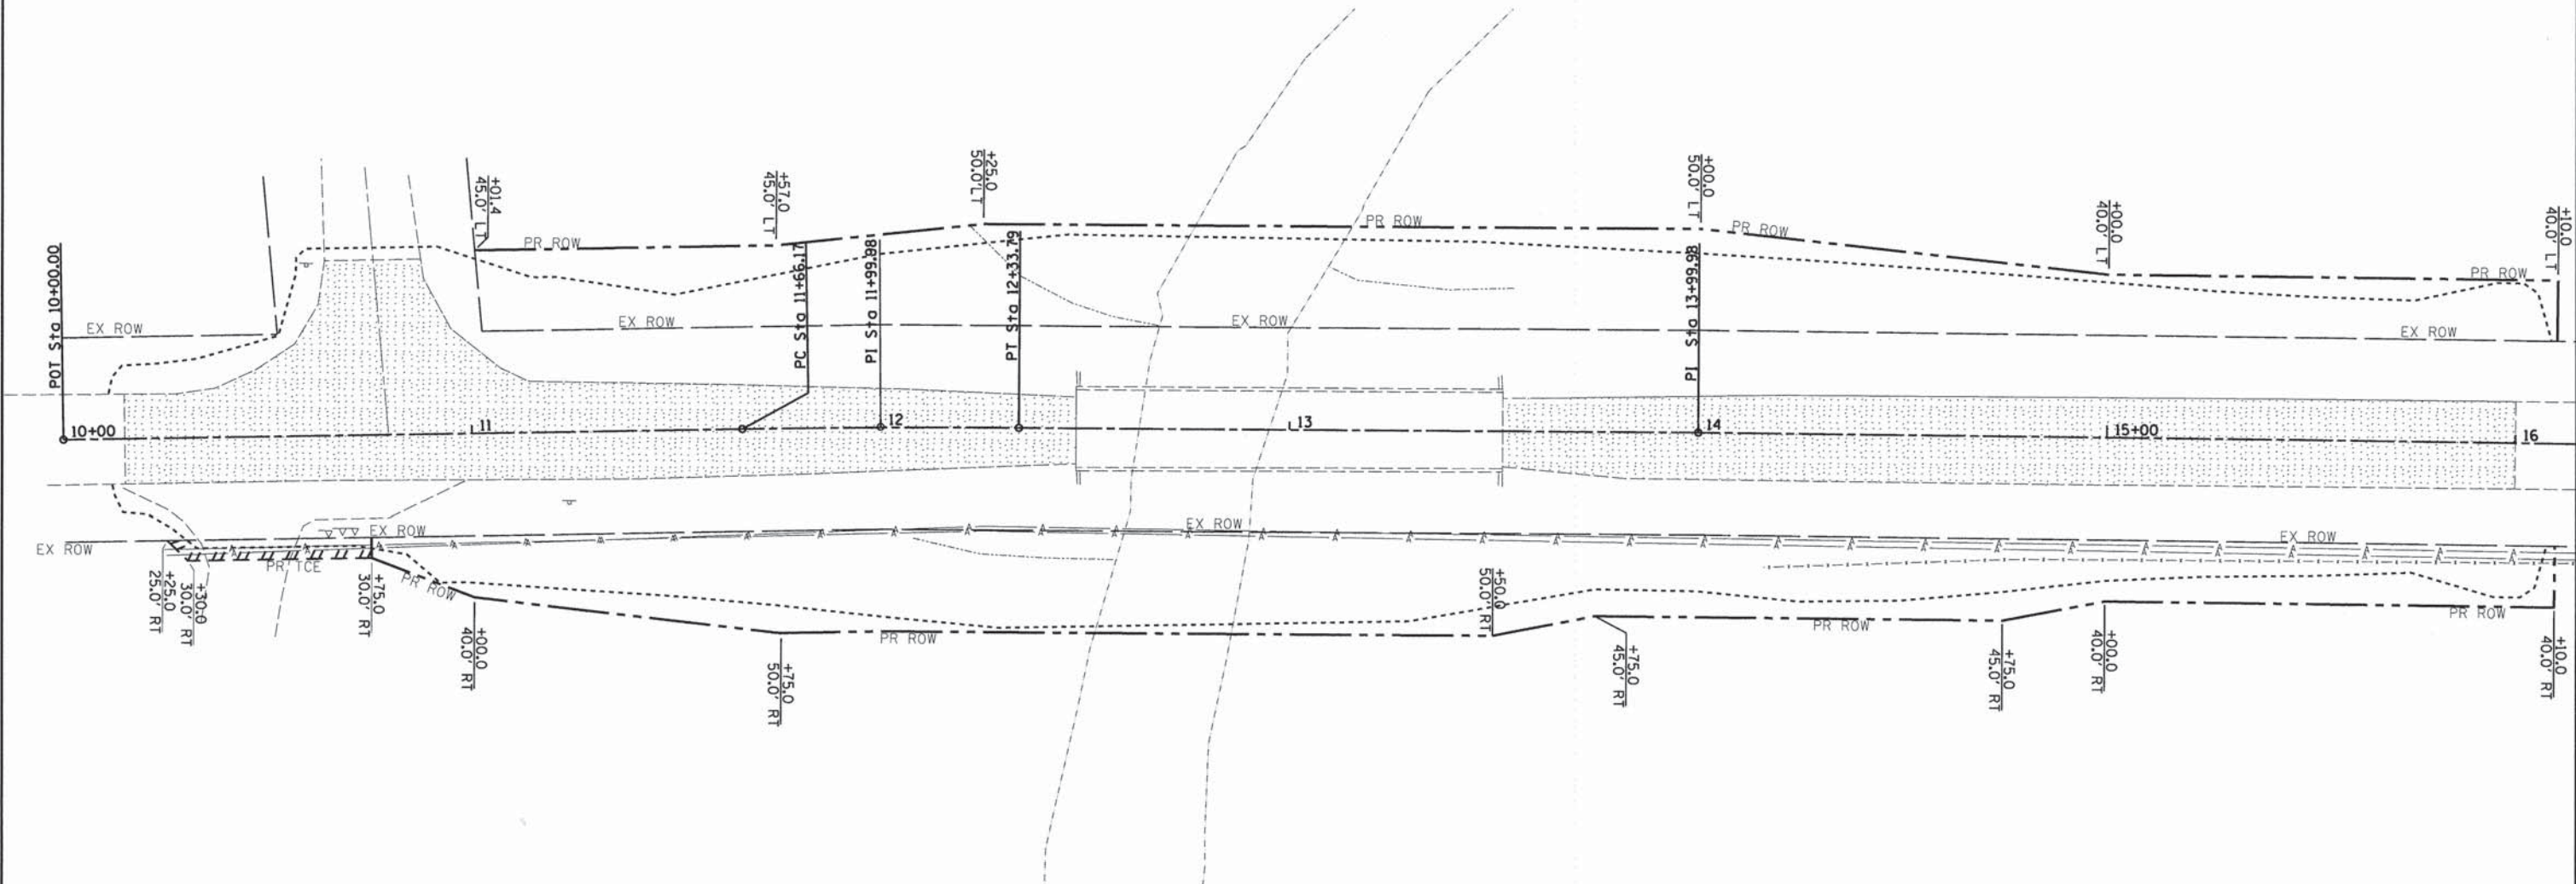 +25.0
50.0' LT
+00.0
50.0' LT
+01.4
45.0' LT
+57.0
45.0' LT
+00.0
40.0' LT
+10.0
40.0' LT
PR ROW
PR ROW
PR ROW
PR ROW
POT Sta 10+00.00
PC Sta 11+66.17
PI Sta 11+99.98
PT Sta 12+33.79
PI Sta 13+99.98
EX ROW
EX ROW
EX ROW
EX ROW
10+00
11
12
13
14
15+00
16
EX ROW
EX ROW
EX ROW
EX ROW
PR TCE
PR ROW
PR ROW
PR ROW
PR ROW
+25.0
25.0' RT
+30.0
30.0' RT
+75.0
30.0' RT
+00.0
40.0' RT
+75.0
50.0' RT
+50.0
50.0' RT
+75.0
45.0' RT
+75.0
45.0' RT
+00.0
40.0' RT
+10.0
40.0' RT